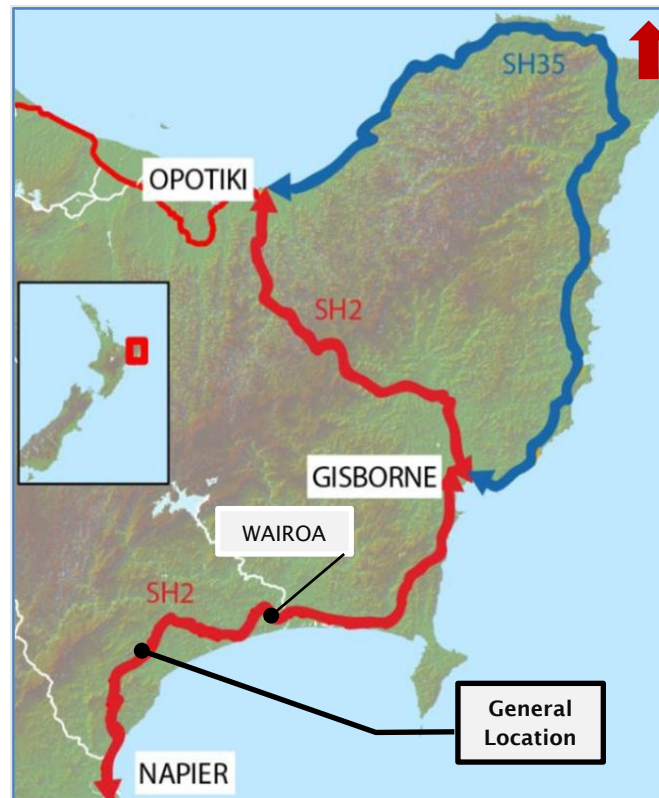 SH35
OPOTIKI
SH2
GISBORNE
WAIROA
SH2
General
Location
NAPIER